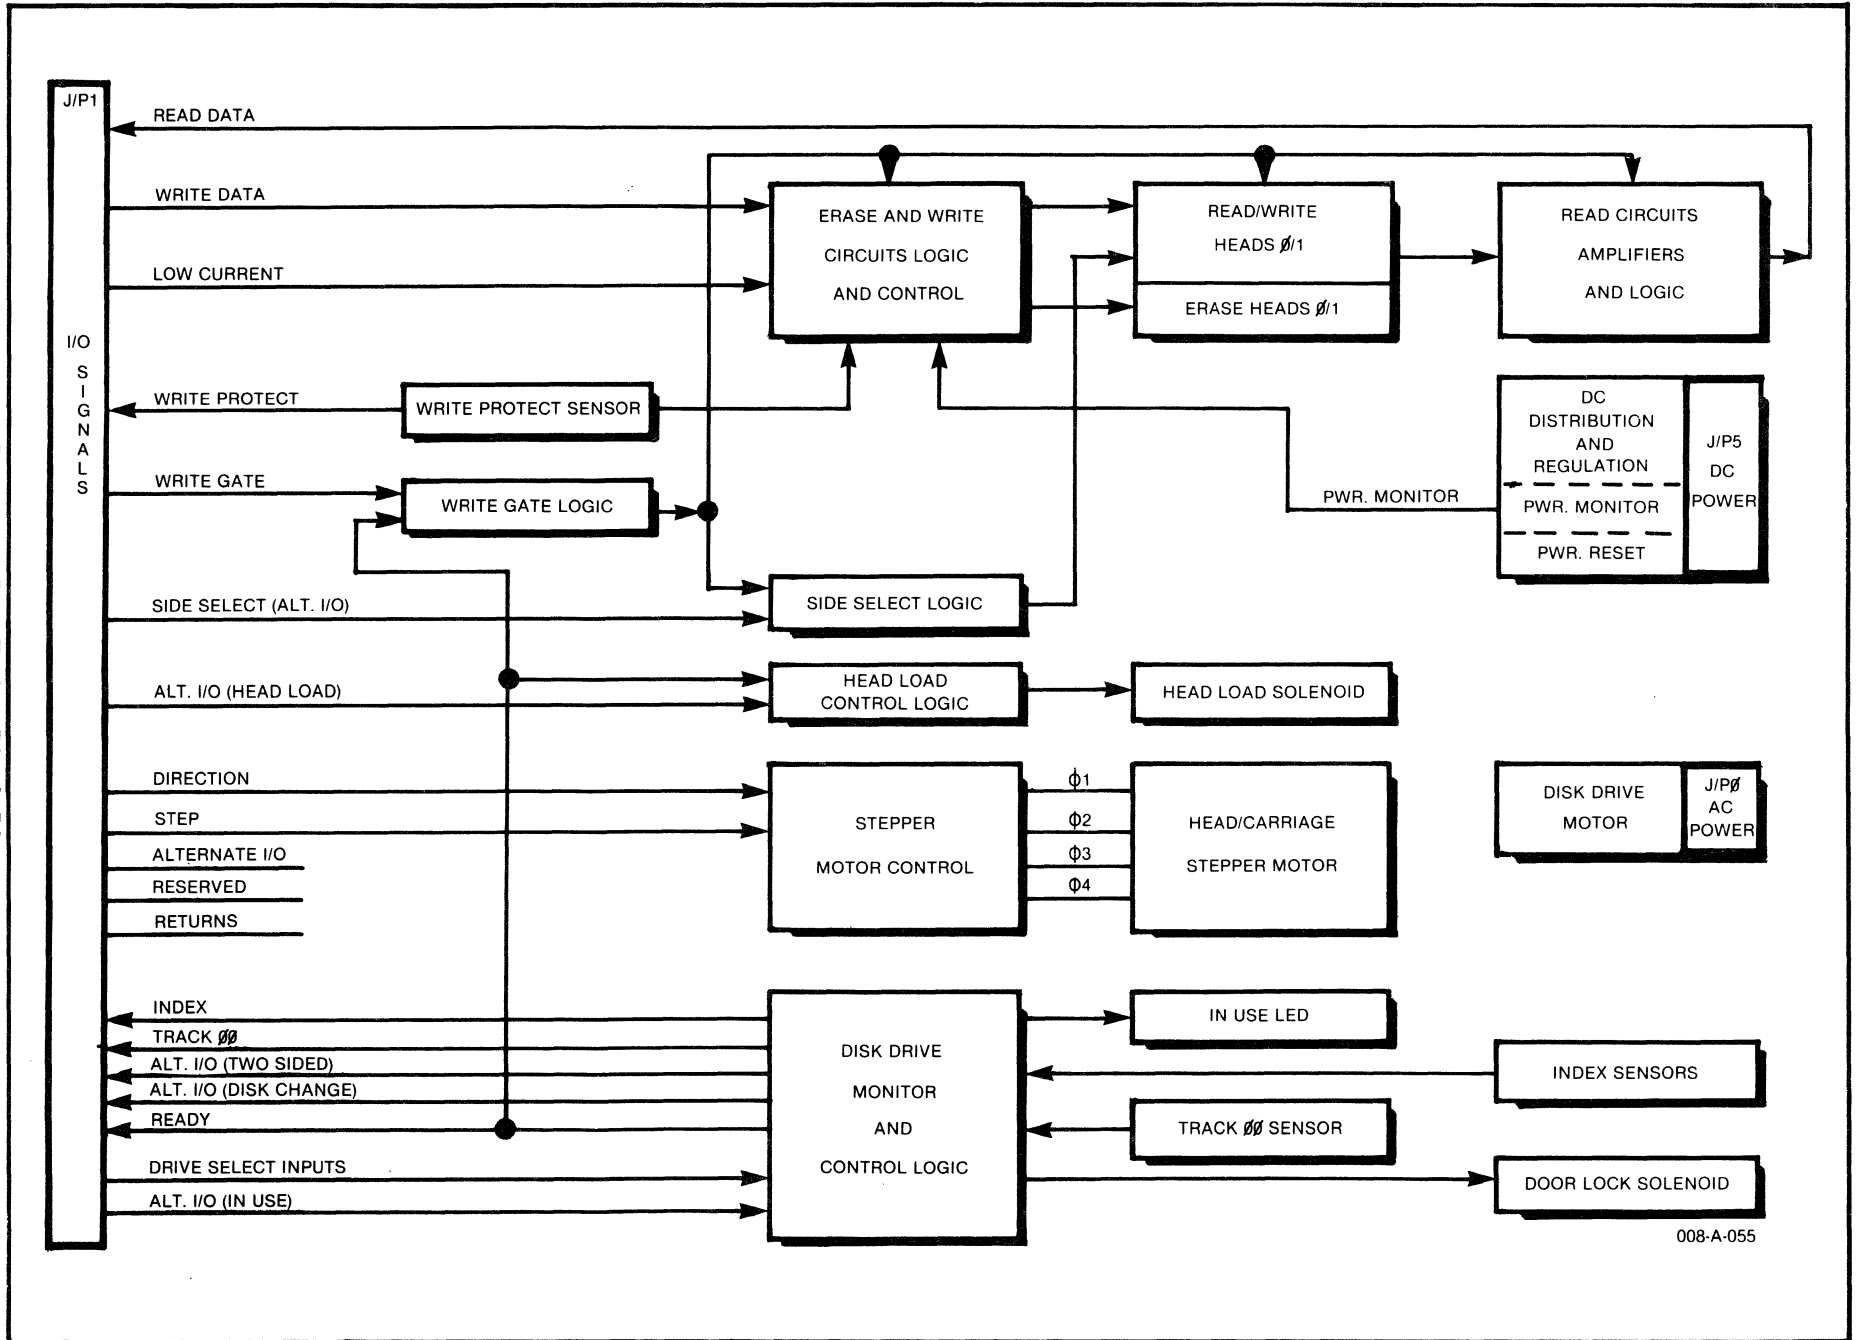 J/P1
I/O
SIGNALS
READ DATA
WRITE DATA
LOW CURRENT
WRITE PROTECT
WRITE GATE
SIDE SELECT (ALT. I/O)
ALT. I/O (HEAD LOAD)
DIRECTION
STEP
ALTERNATE I/O
RESERVED
RETURNS
INDEX
TRACK 00
ALT. I/O (TWO SIDED)
ALT. I/O (DISK CHANGE)
READY
DRIVE SELECT INPUTS
ALT. I/O (IN USE)
WRITE PROTECT SENSOR
WRITE GATE LOGIC
ERASE AND WRITE
CIRCUITS LOGIC
AND CONTROL
READ/WRITE
HEADS 0/1
ERASE HEADS 0/1
READ CIRCUITS
AMPLIFIERS
AND LOGIC
DC
DISTRIBUTION
AND
REGULATION
PWR. MONITOR
PWR. RESET
J/P5
DC
POWER
PWR. MONITOR
SIDE SELECT LOGIC
HEAD LOAD
CONTROL LOGIC
HEAD LOAD SOLENOID
STEPPER
MOTOR CONTROL
Φ1
Φ2
Φ3
Φ4
HEAD/CARRIAGE
STEPPER MOTOR
DISK DRIVE
MOTOR
J/P0
AC
POWER
DISK DRIVE
MONITOR
AND
CONTROL LOGIC
IN USE LED
INDEX SENSORS
TRACK 00 SENSOR
DOOR LOCK SOLENOID
008-A-055